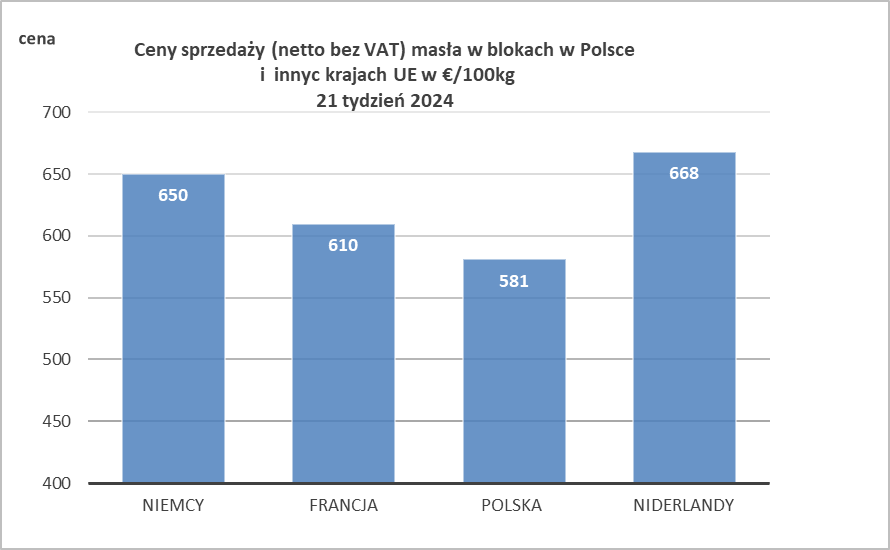 cena
Ceny sprzedaży (netto bez VAT) masła w blokach w Polsce
i innyc krajach UE w €/100kg
21 tydzień 2024
700
650
600
550
500
450
400
650
610
581
668
NIEMCY
FRANCJA
POLSKA
NIDERLANDY